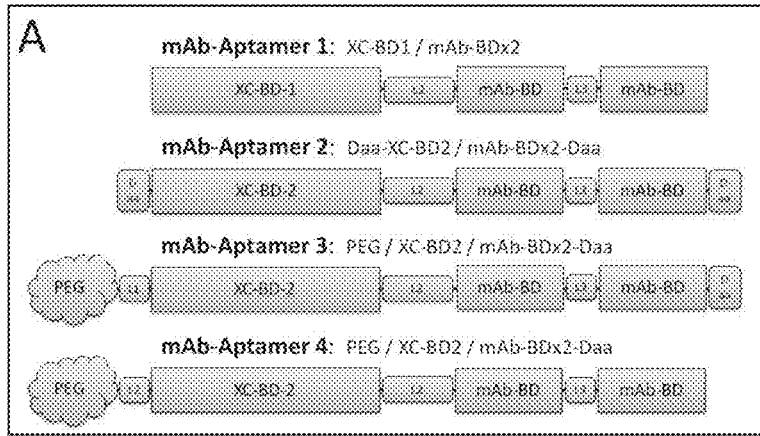 A
mAb-Aptamer 1: XC-BD1 / mAb-BDx2
XC-BD-1 L2 mAb-BD L3 mAb-BD
mAb-Aptamer 2: Daa-XC-BD2 / mAb-BDx2-Daa
D aa XC-BD-2 L2 mAb-BD L3 mAb-BD D aa
mAb-Aptamer 3: PEG / XC-BD2 / mAb-BDx2-Daa
PEG L1 XC-BD-2 L2 mAb-BD mAb-BD D aa
mAb-Aptamer 4: PEG / XC-BD2 / mAb-BDx2-Daa
PEG XC-BD-2 L2 mAb-BD L3 mAb-BD